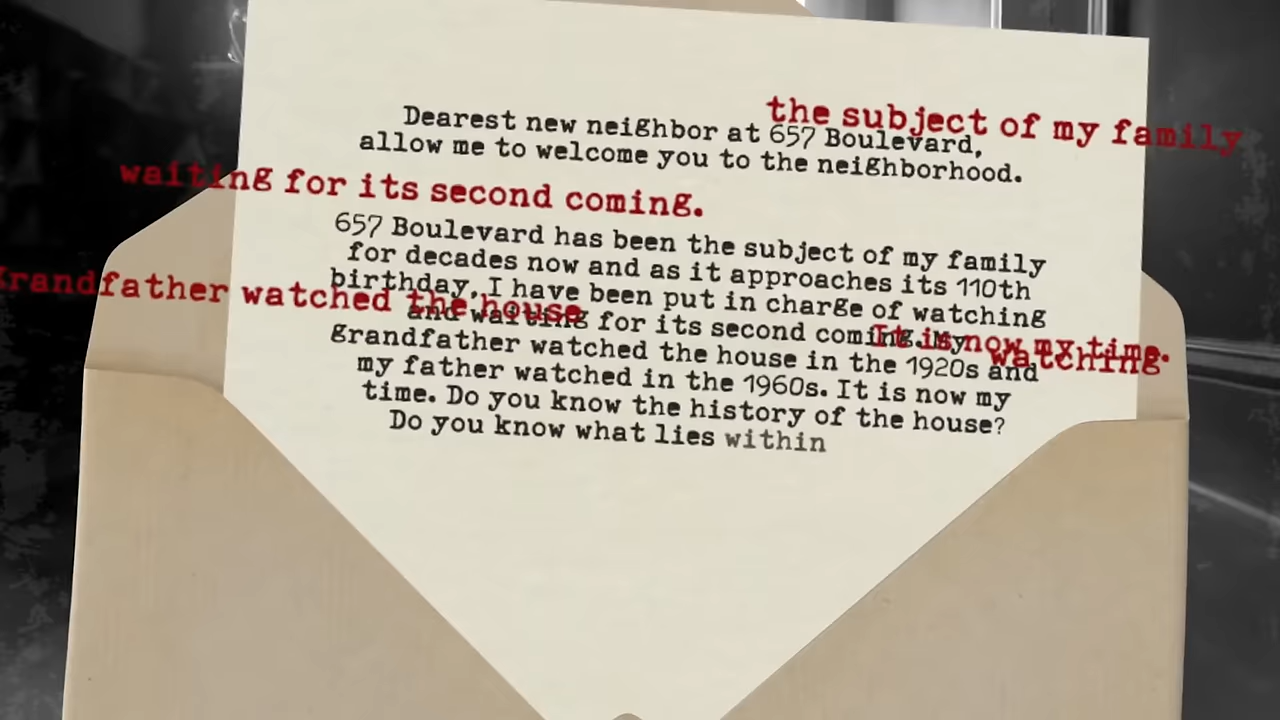 the subject of my family
Dearest new neighbor at 657 Boulevard,
allow me to welcome you to the neighborhood.
waiting for its second coming.
657 Boulevard has been the subject of my family
for decades now and as it approaches its 110th
birthday, I have been put in charge of watching
grandfather watched the house
and waiting for its second coming. My
It is now my time.
watching.
grandfather watched the house in the 1920s and
my father watched in the 1960s. It is now my
time. Do you know the history of the house?
Do you know what lies within